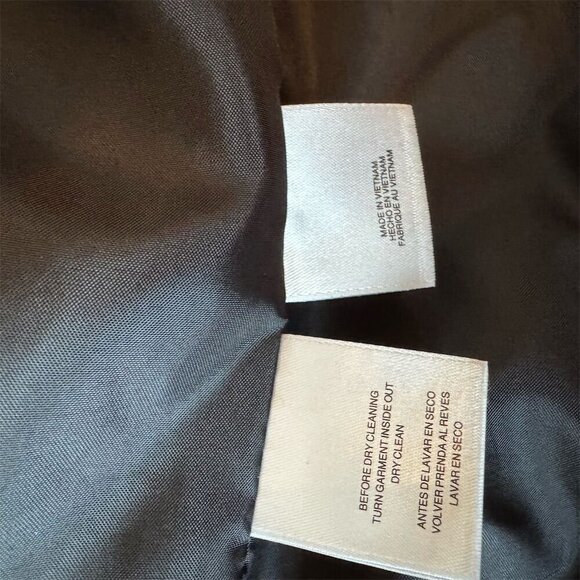 MADE IN VIETNAM
HECHO EN VIETNAM
FABRIQUE AU VIETNAM
BEFORE DRY CLEANING
TURN GARMENT INSIDE OUT
DRY CLEAN
ANTES DE LAVAR EN SECO
VOLVER PRENDA AL REVES
LAVAR EN SECO